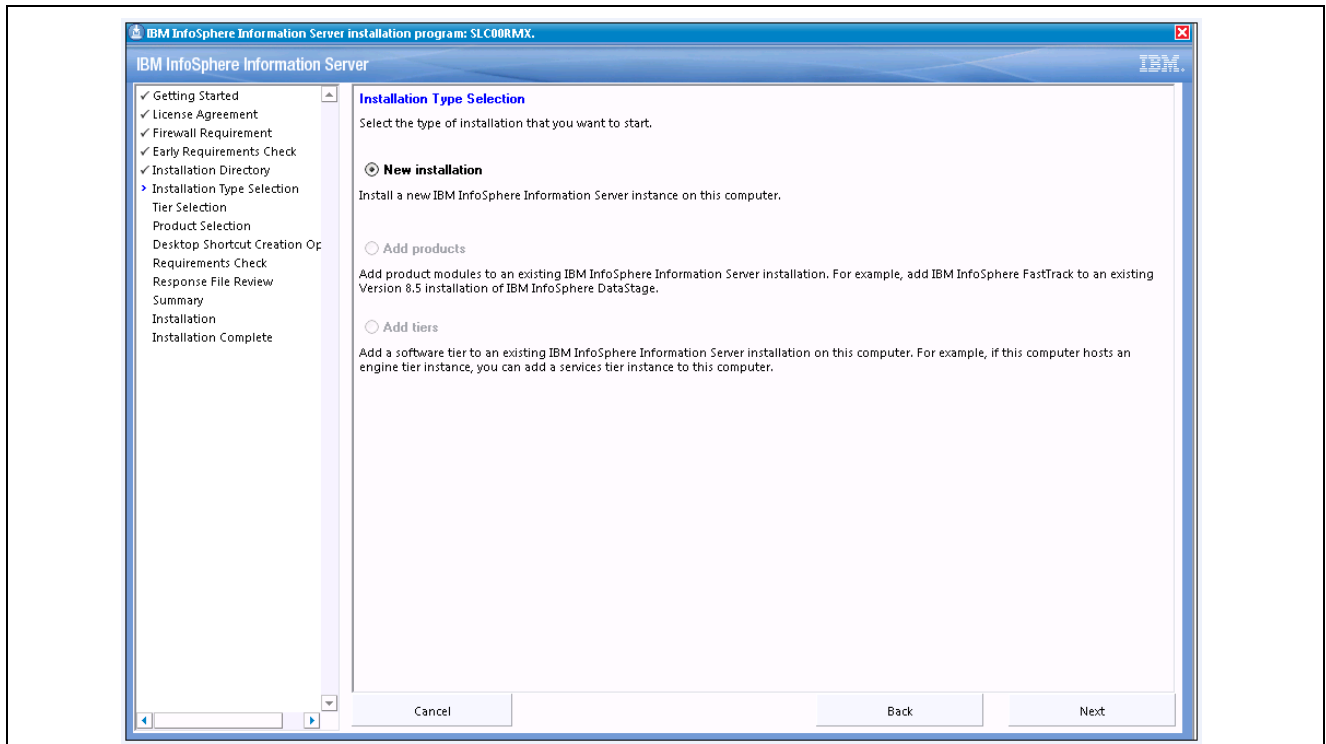 IBM InfoSphere Information Server installation program: SLC00RMX.
IBM InfoSphere Information Server
IBM.
✓ Getting Started
✓ License Agreement
✓ Firewall Requirement
✓ Early Requirements Check
✓ Installation Directory
› Installation Type Selection
Tier Selection
Product Selection
Desktop Shortcut Creation Op
Requirements Check
Response File Review
Summary
Installation
Installation Complete
Installation Type Selection
Select the type of installation that you want to start.
New installation
Install a new IBM InfoSphere Information Server instance on this computer.
Add products
Add product modules to an existing IBM InfoSphere Information Server installation. For example, add IBM InfoSphere FastTrack to an existing
Version 8.5 installation of IBM InfoSphere DataStage.
Add tiers
Add a software tier to an existing IBM InfoSphere Information Server installation on this computer. For example, if this computer hosts an
engine tier instance, you can add a services tier instance to this computer.
Cancel
Back
Next